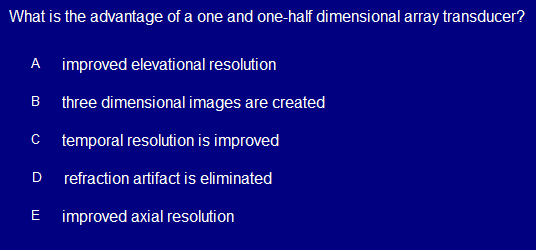 What is the advantage of a one and one-half dimensional array transducer?
A improved elevational resolution
B three dimensional images are created
C temporal resolution is improved
D refraction artifact is eliminated
E improved axial resolution